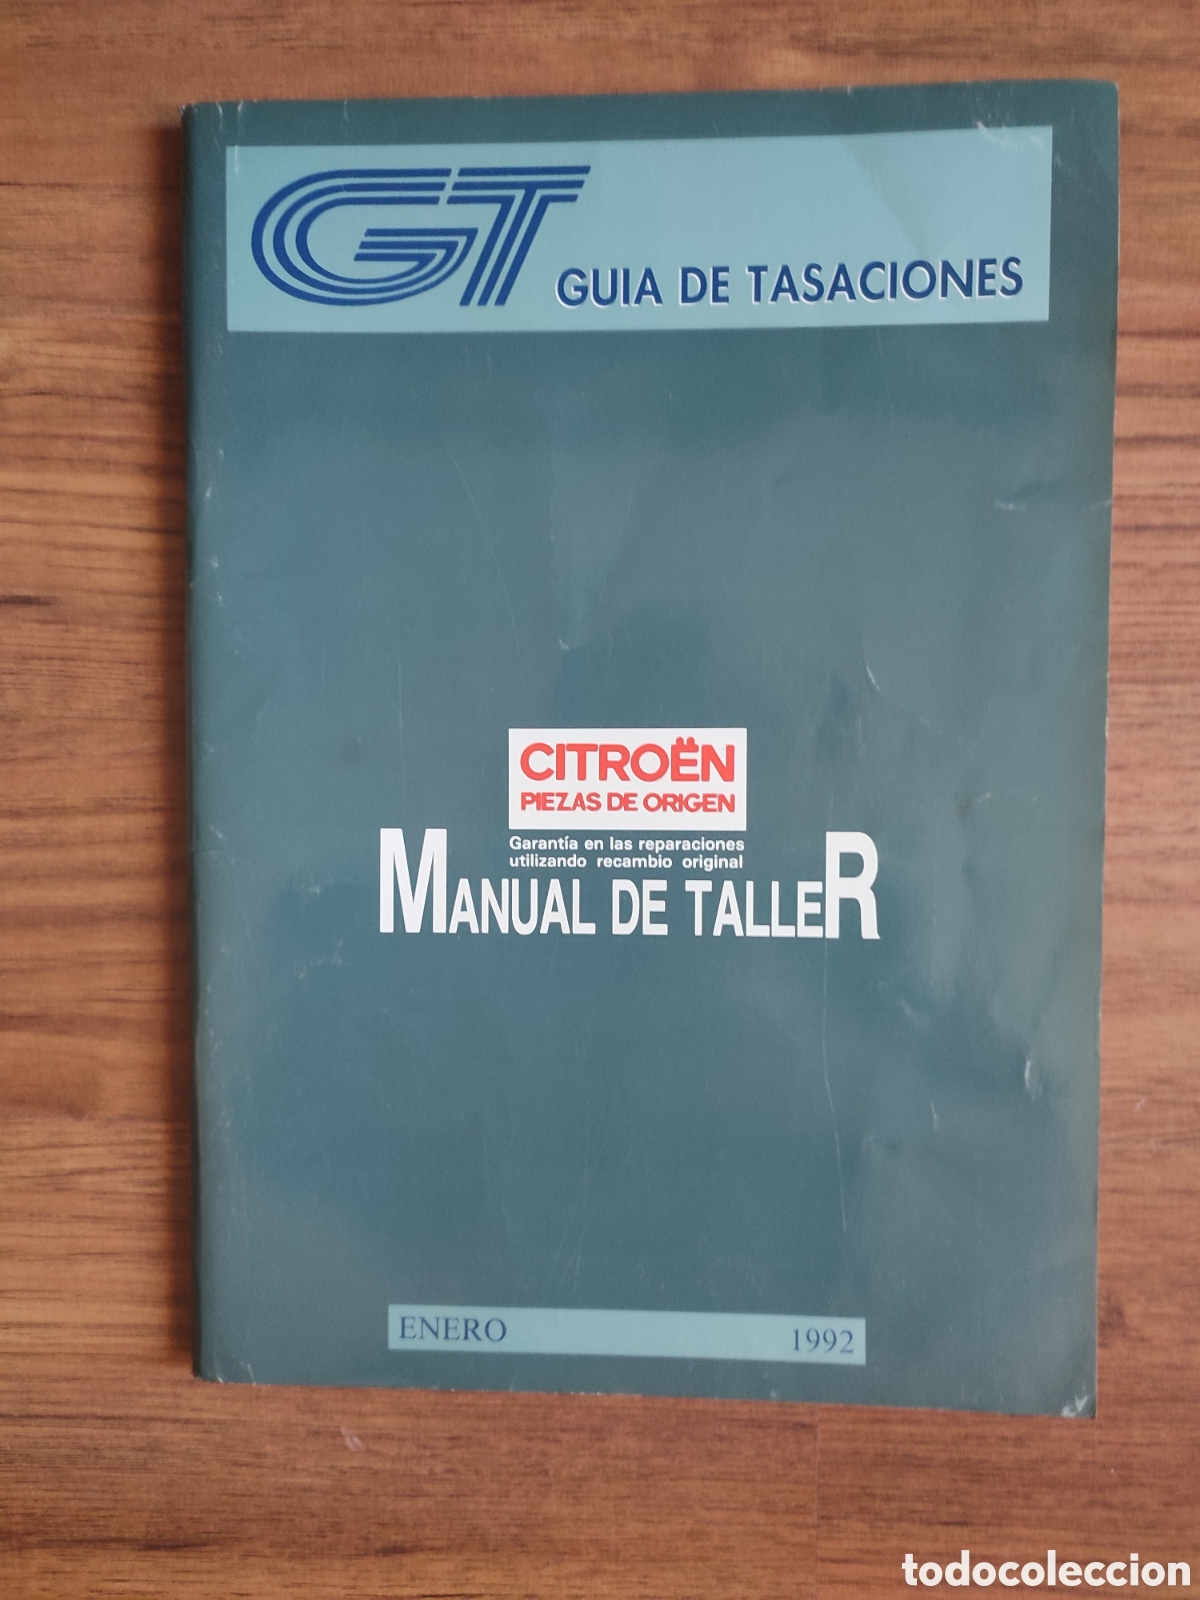 GT
GUIA DE TASACIONES
CITROËN
PIEZAS DE ORIGEN
Garantía en las reparaciones
utilizando recambio original
MANUAL DE TALLER
ENERO 1992
todocoleccion